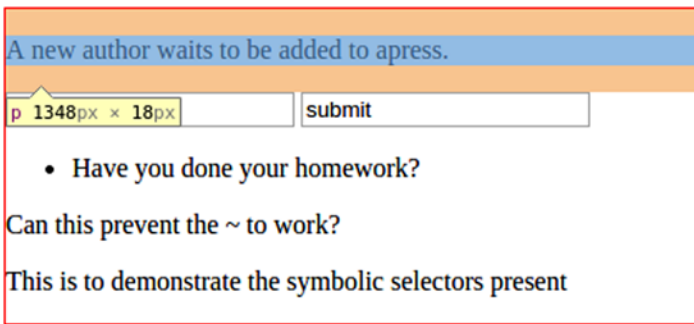 A new author waits to be added to apress.
p 1348px × 18px
submit
• Have you done your homework?
Can this prevent the ~ to work?
This is to demonstrate the symbolic selectors present